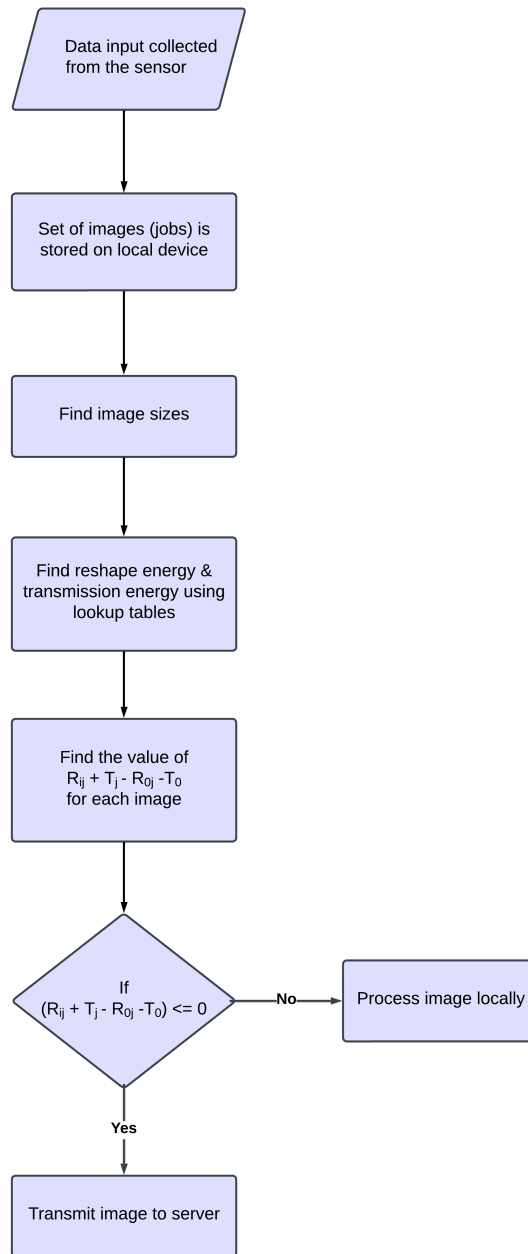 Data input collected
from the sensor
Set of images (jobs) is
stored on local device
Find image sizes
Find reshape energy &
transmission energy using
lookup tables
Find the value of
Rij + Tj - R0j -T0
for each image
If
(Rij + Tj - R0j -T0) <= 0
No
Process image locally
Yes
Transmit image to server